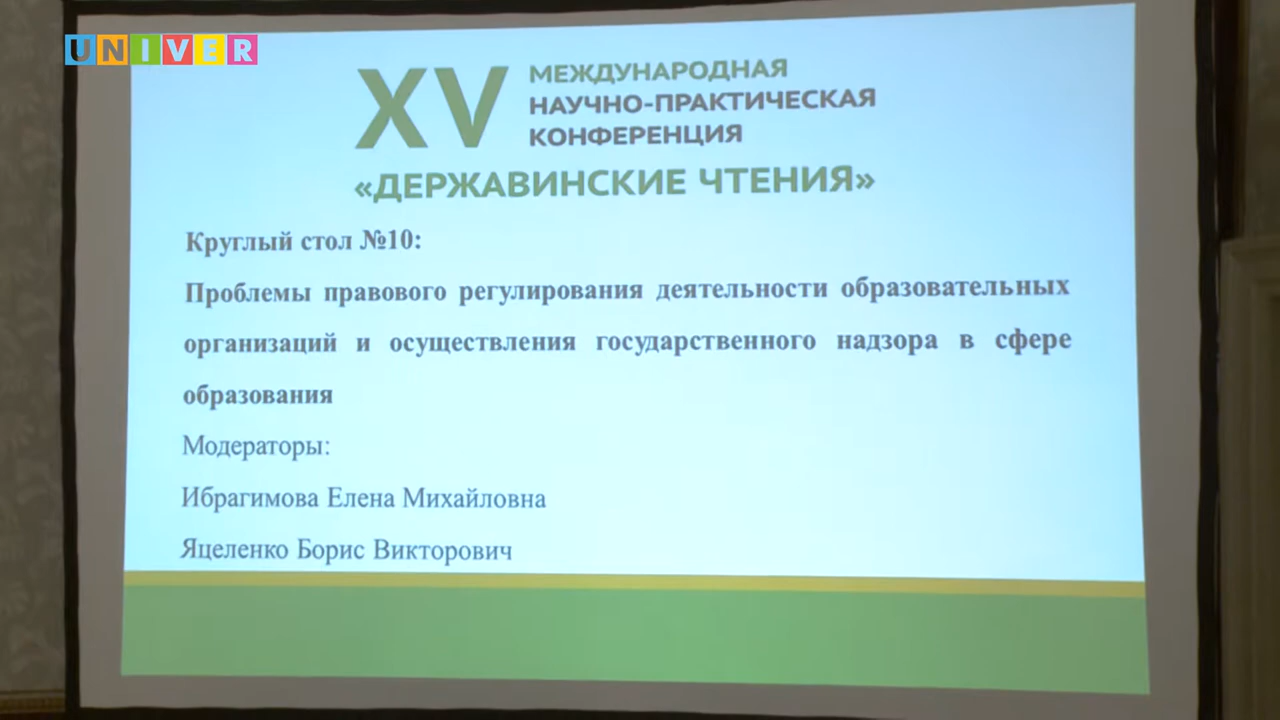 UNIVER
XV МЕЖДУНАРОДНАЯ
НАУЧНО-ПРАКТИЧЕСКАЯ
КОНФЕРЕНЦИЯ
«ДЕРЖАВИНСКИЕ ЧТЕНИЯ»
Круглый стол №10:
Проблемы правового регулирования деятельности образовательных
организаций и осуществления государственного надзора в сфере
образования
Модераторы:
Ибрагимова Елена Михайловна
Яцеленко Борис Викторович